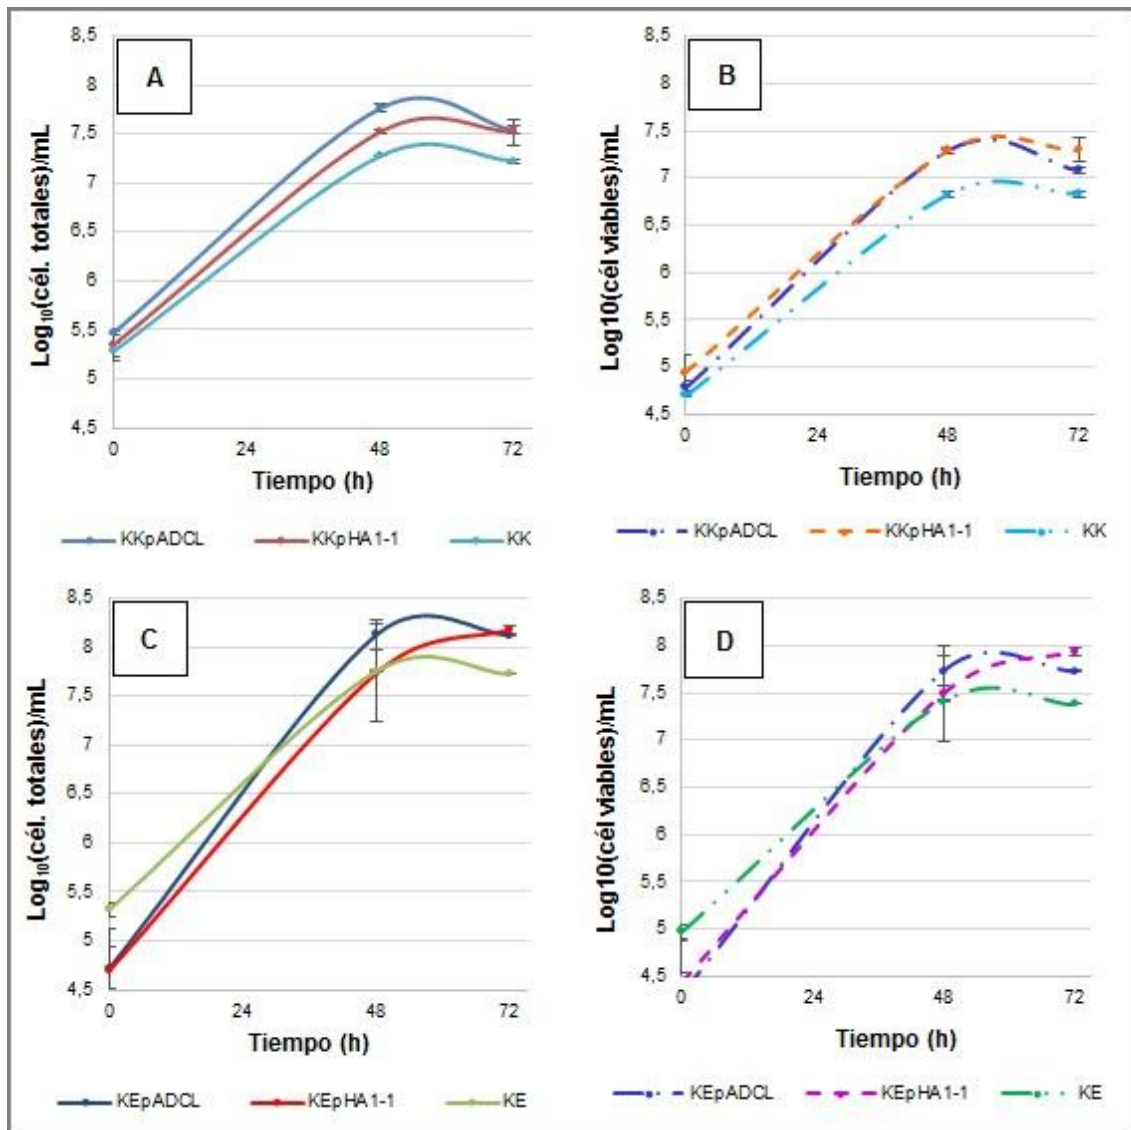 A
Log₁₀(cél. totales)/mL
8,5
8
7,5
7
6,5
6
5,5
5
4,5
0 24 48 72
Tiempo (h)
KKpADCL KKpHA1-1 KK
B
Log10(cél viables)/mL
8,5
8
7,5
7
6,5
6
5,5
5
4,5
0 24 48 72
Tiempo (h)
KKpADCL KKpHA1-1 KK
C
Log₁₀(cél. totales)/mL
8,5
8
7,5
7
6,5
6
5,5
5
4,5
0 24 48 72
Tiempo (h)
KEpADCL KEpHA1-1 KE
D
Log10(cél viables)/mL
8,5
8
7,5
7
6,5
6
5,5
5
4,5
0 24 48 72
Tiempo (h)
KEpADCL KEpHA1-1 KE